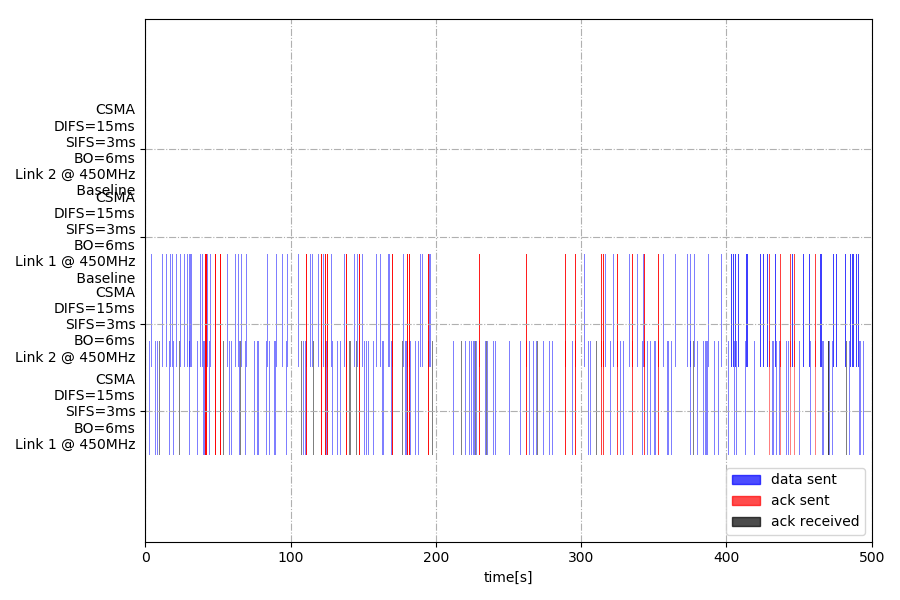 CSMA
DIFS=15ms
SIFS=3ms
BO=6ms
Link 2 @ 450MHz
Baseline
CSMA
DIFS=15ms
SIFS=3ms
BO=6ms
Link 1 @ 450MHz
Baseline
CSMA
DIFS=15ms
SIFS=3ms
BO=6ms
Link 2 @ 450MHz
CSMA
DIFS=15ms
SIFS=3ms
BO=6ms
Link 1 @ 450MHz
data sent
ack sent
ack received
0 100 200 300 400 500
time[s]